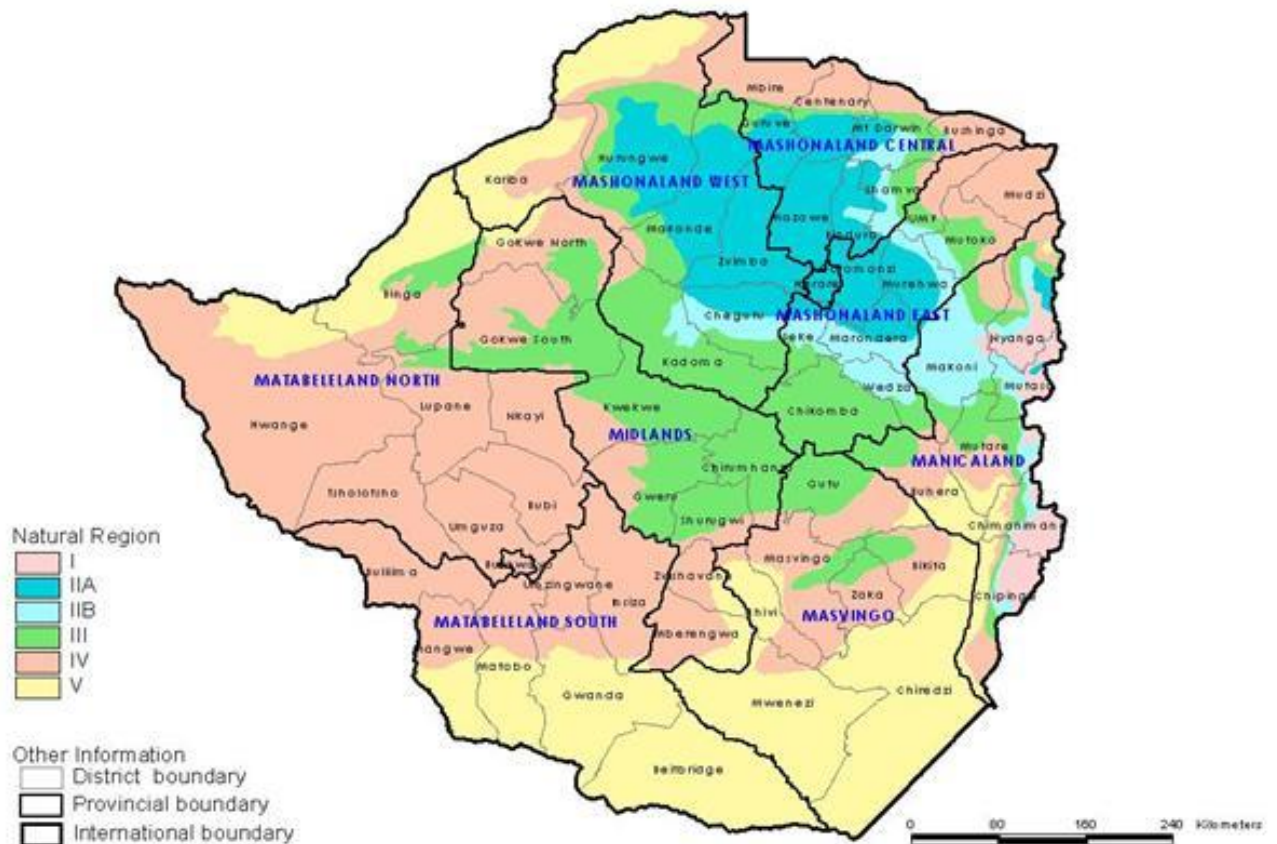 Mbire
Centenary
Guruve
Mt Darwin
Rushinga
MASHONALAND CENTRAL
Hurungwe
Kariba
MASHONALAND WEST
Shamva
Mudzi
Mazowe
UMP
Makonde
Bindura
Mutoko
Gokwe North
Zvimba
Goromonzi
Murehwa
Harare
Binga
Chegutu
MASHONALAND EAST
Seke
Marondera
Nyanga
Gokwe South
Kadoma
Makoni
MATABELELAND NORTH
Wedza
Mutasa
Lupane
Nkayi
Kwekwe
Chikomba
Hwange
MIDLANDS
Mutare
MANICALAND
Chirumhanz
Tsholotsho
Bubi
Gweru
Gutu
Buhera
Umguza
Shurugwi
Chimanman
Natural Region
I
IIA
IIB
III
IV
V
Masvingo
Bikita
Bulilima
Umzingwane
Zvishavane
Zaka
Chipinge
Insiza
Chivi
MASVINGO
MATABELELAND SOUTH
Mberengwa
Mangwe
Matobo
Gwanda
Mwenezi
Chiredzi
Beitbridge
Other Information
District boundary
Provincial boundary
International boundary
0 80 160 240 Kilometers